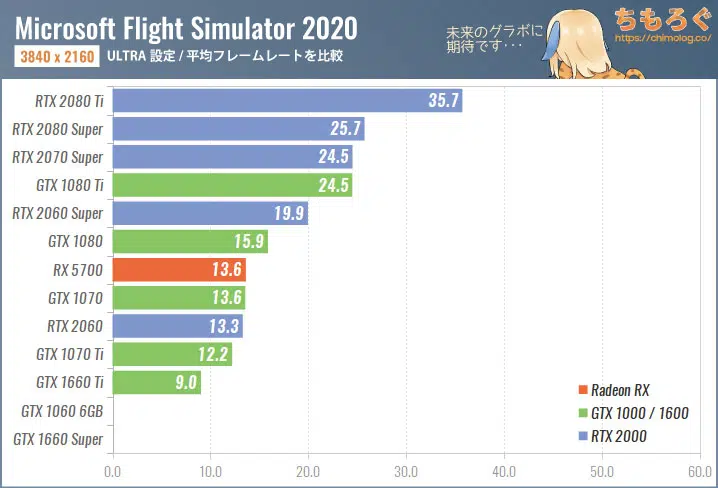 Microsoft Flight Simulator 2020
3840 x 2160 ULTRA 設定 / 平均フレームレートを比較
未来のグラボに
期待です･･･
ちもろぐ
https://chimolog.co/
RTX 2080 Ti 35.7
RTX 2080 Super 25.7
RTX 2070 Super 24.5
GTX 1080 Ti 24.5
RTX 2060 Super 19.9
GTX 1080 15.9
RX 5700 13.6
GTX 1070 13.6
RTX 2060 13.3
GTX 1070 Ti 12.2
GTX 1660 Ti 9.0
GTX 1060 6GB
GTX 1660 Super
Radeon RX
GTX 1000 / 1600
RTX 2000
0.0 10.0 20.0 30.0 40.0 50.0 60.0